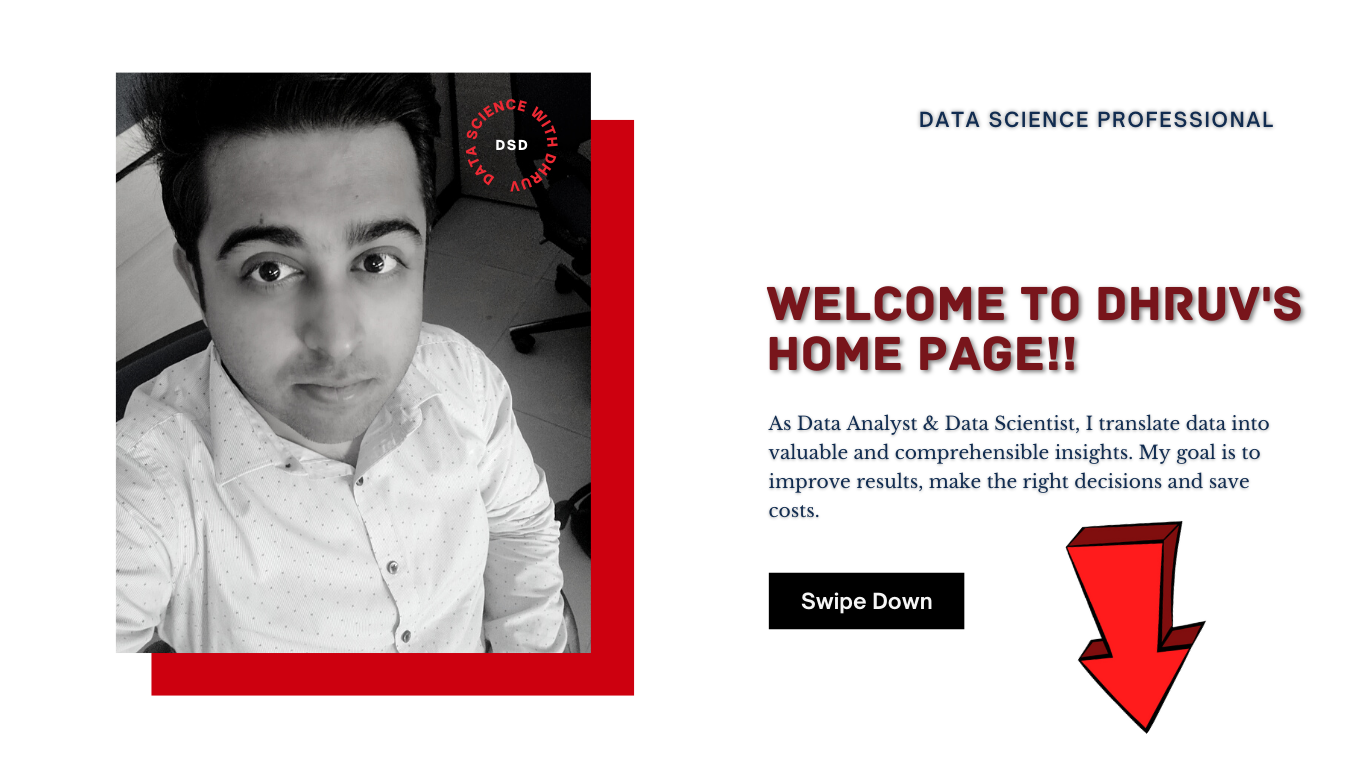 DATA SCIENCE WITH DHRUV
DSD
DATA SCIENCE PROFESSIONAL
WELCOME TO DHRUV'S
HOME PAGE!!
As Data Analyst & Data Scientist, I translate data into
valuable and comprehensible insights. My goal is to
improve results, make the right decisions and save
costs.
Swipe Down